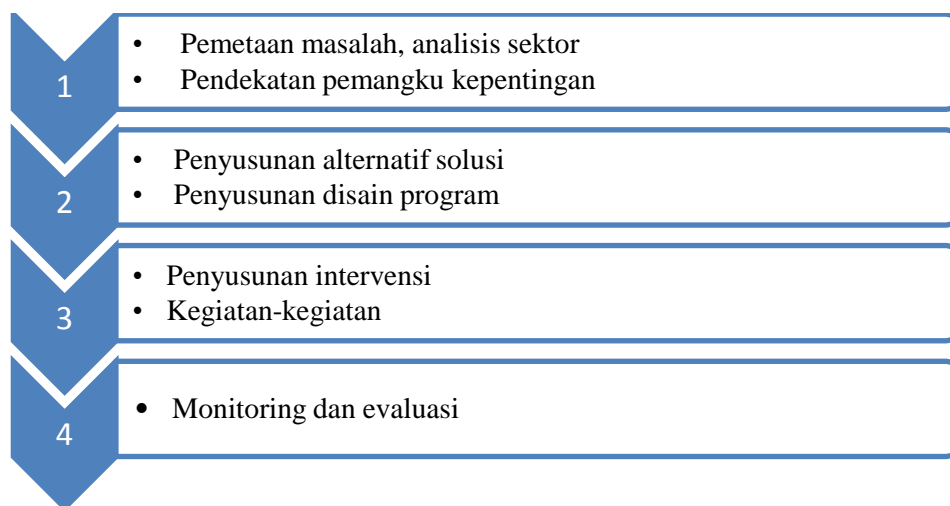 1
• Pemetaan masalah, analisis sektor
• Pendekatan pemangku kepentingan
2
• Penyusunan alternatif solusi
• Penyusunan disain program
3
• Penyusunan intervensi
• Kegiatan-kegiatan
4
• Monitoring dan evaluasi